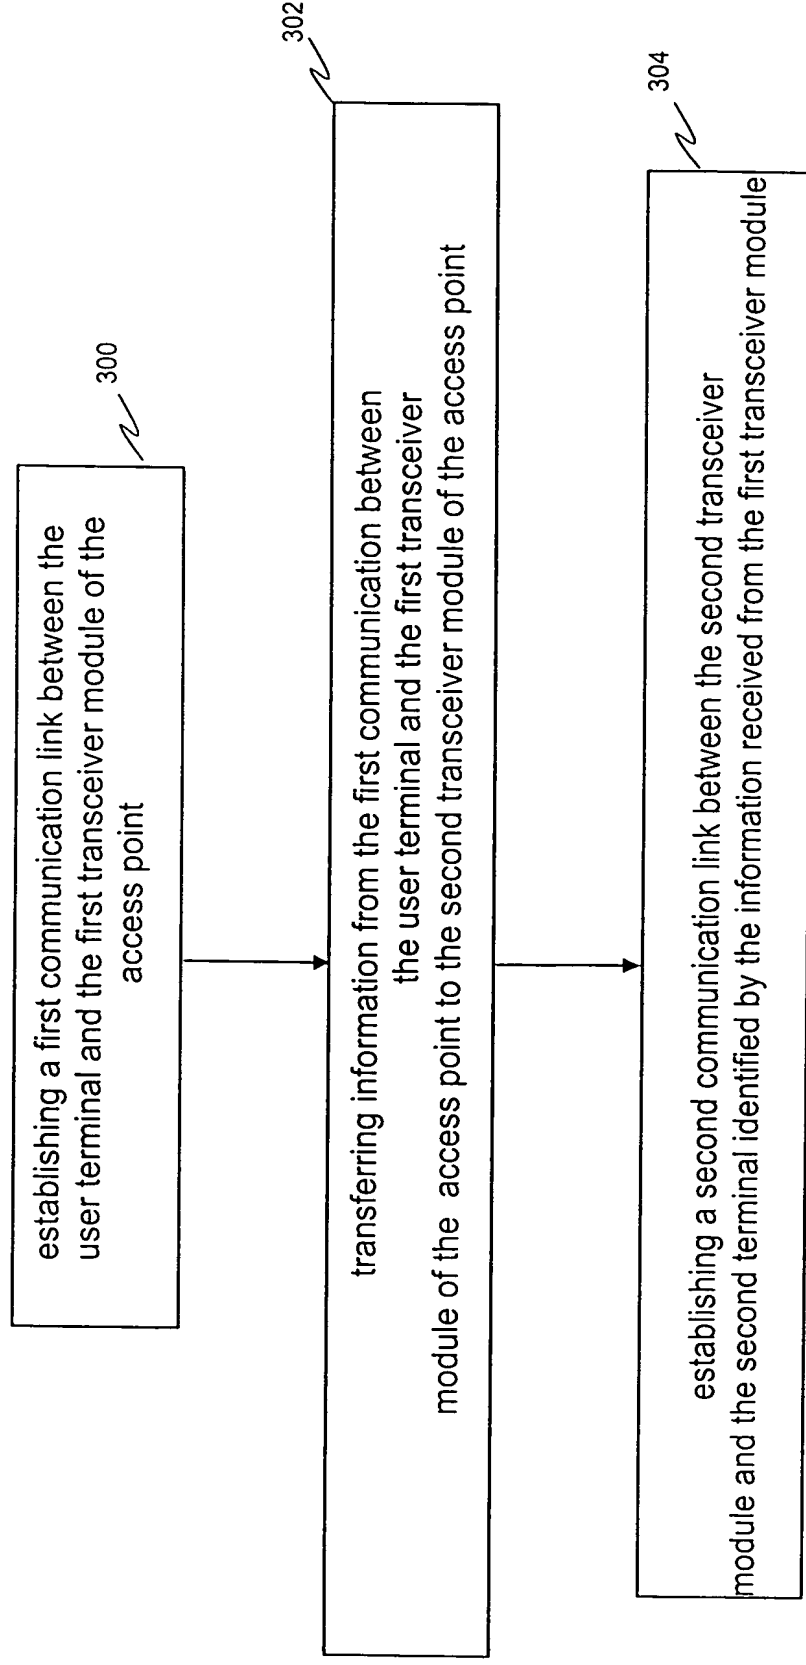 300
establishing a first communication link between the
user terminal and the first transceiver module of the
access point
302
transferring information from the first communication between
the user terminal and the first transceiver
module of the access point to the second transceiver module of the access point
304
establishing a second communication link between the second transceiver
module and the second terminal identified by the information received from the first transceiver module